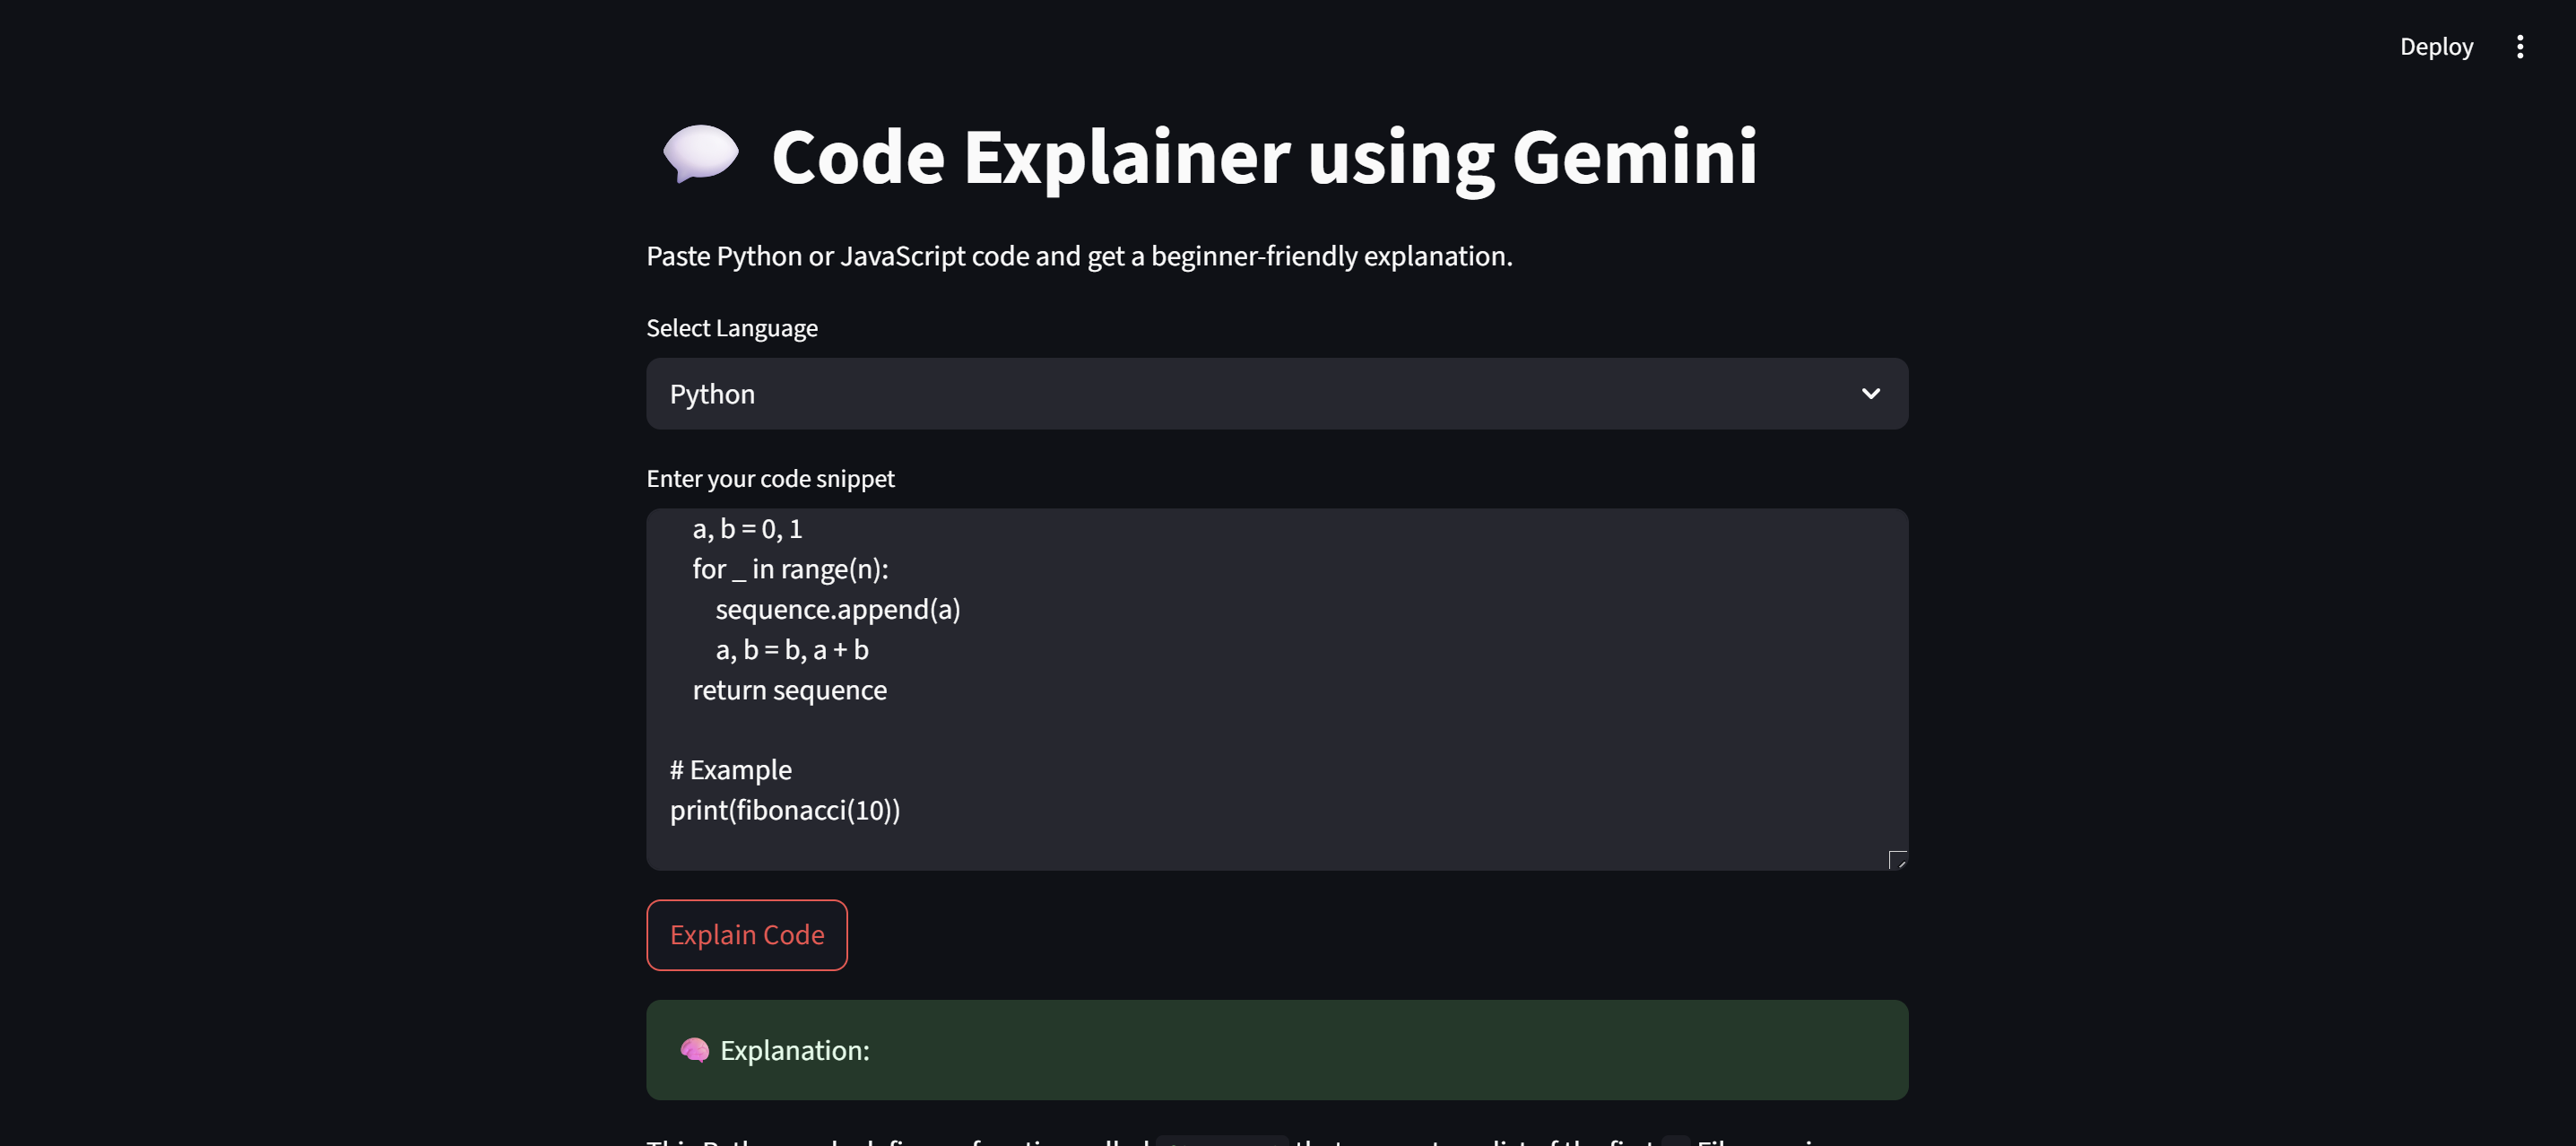 Deploy
Code Explainer using Gemini
Paste Python or JavaScript code and get a beginner-friendly explanation.
Select Language
Python
Enter your code snippet
a, b = 0, 1
for _ in range(n):
sequence.append(a)
a, b = b, a + b
return sequence
# Example
print(fibonacci(10))
Explain Code
Explanation: